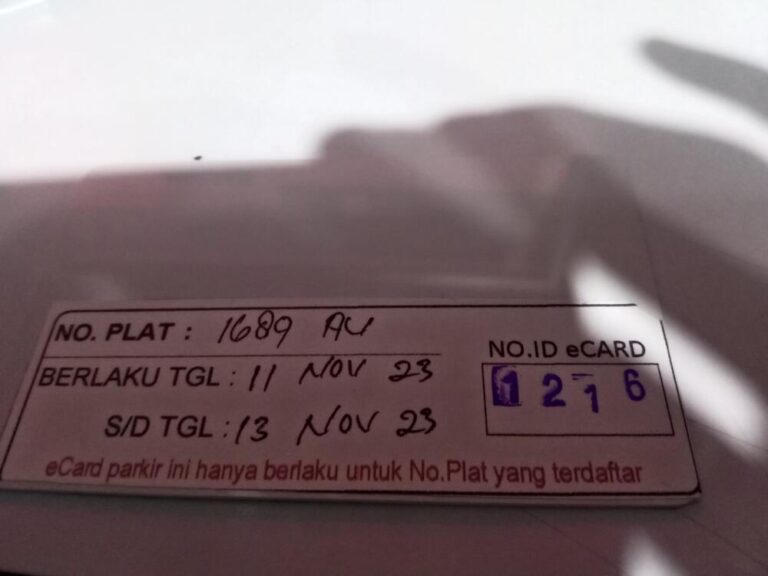 NO. PLAT : 1689 AU
NO.ID eCARD
BERLAKU TGL : 11 NOV 23
1216
S/D TGL : 13 NOV 23
eCard parkir ini hanya berlaku untuk No.Plat yang terdaftar